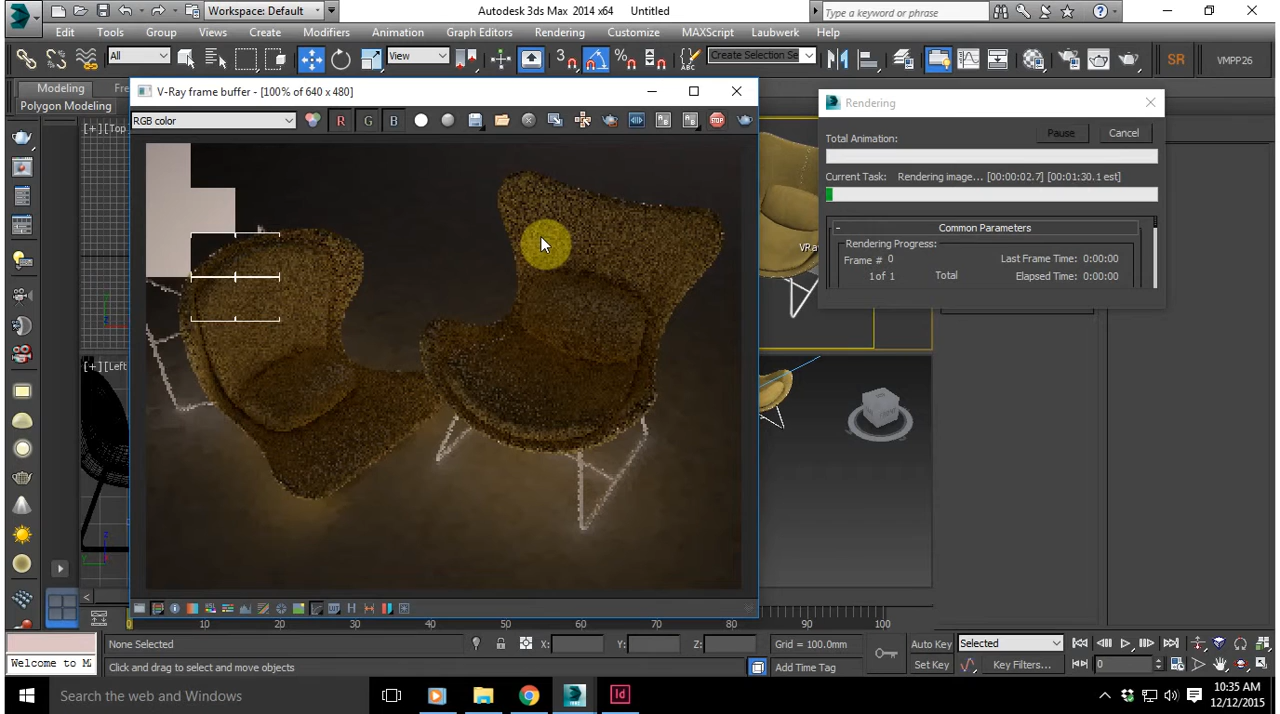 Workspace: Default
Autodesk 3ds Max 2014 x64 Untitled
Type a keyword or phrase
Edit Tools Group Views Create Modifiers Animation Graph Editors Rendering Customize MAXScript Laubwerk Help
All
View
3
Create Selection Se
SR
VMPP26
Modeling
Polygon Modeling
V-Ray frame buffer - [100% of 640 x 480]
RGB color
R G B
Rendering
Total Animation:
Pause
Cancel
Current Task: Rendering image... [00:00:02.7] [00:01:30.1 est]
- Common Parameters
Rendering Progress:
Frame # 0
Last Frame Time: 0:00:00
1 of 1 Total
Elapsed Time: 0:00:00
[+][Top
[+][Left
VRay
0 10 20 30 40 50 60 70 80 90 100
None Selected
X: Y: Z:
Grid = 100.0mm
Auto Key
Selected
Welcome to M
Click and drag to select and move objects
Add Time Tag
Set Key
Key Filters...
0
Search the web and Windows
Id
10:35 AM
12/12/2015